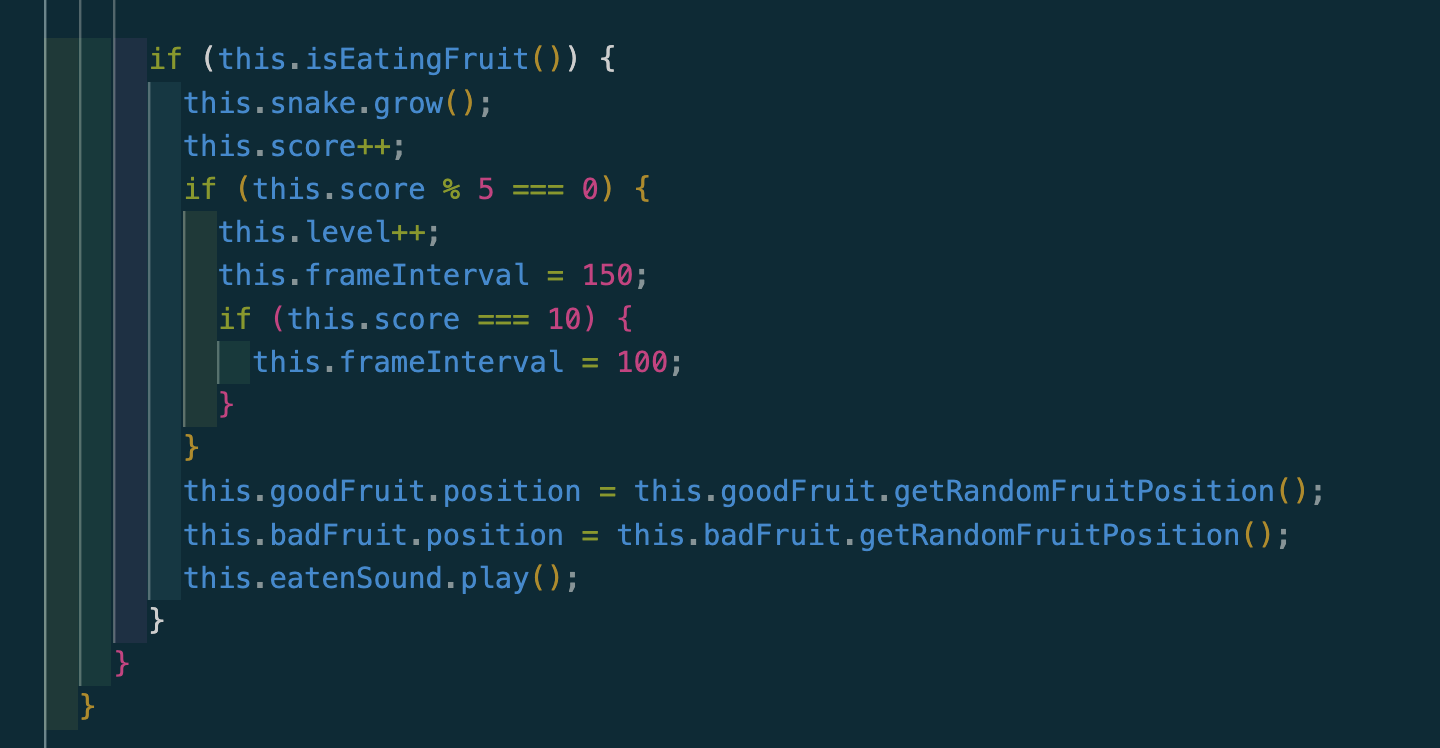 if (this.isEatingFruit()) {
this.snake.grow();
this.score++;
if (this.score % 5 === 0) {
this.level++;
this.frameInterval = 150;
if (this.score === 10) {
this.frameInterval = 100;
}
}
this.goodFruit.position = this.goodFruit.getRandomFruitPosition();
this.badFruit.position = this.badFruit.getRandomFruitPosition();
this.eatenSound.play();
}
}
}